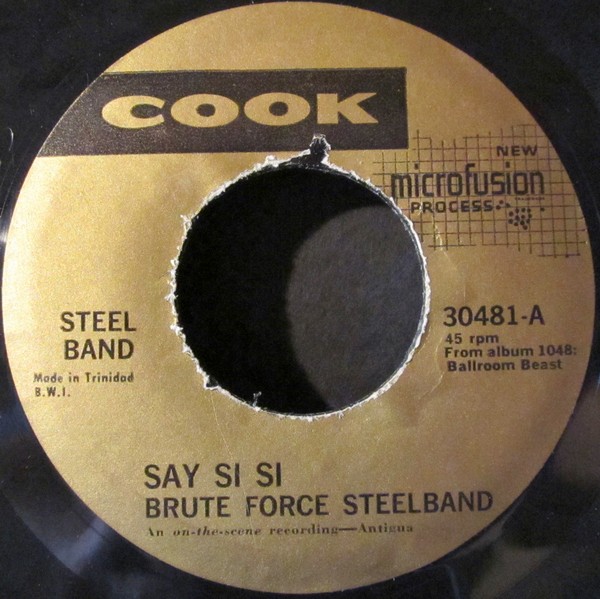 COOK
NEW
microfusion
PROCESS
STEEL
BAND
Made in Trinidad
B.W.I.
30481-A
45 rpm
From album 1048:
Ballroom Beast
SAY SI SI
BRUTE FORCE STEELBAND
An on-the-scene recording—Antigua